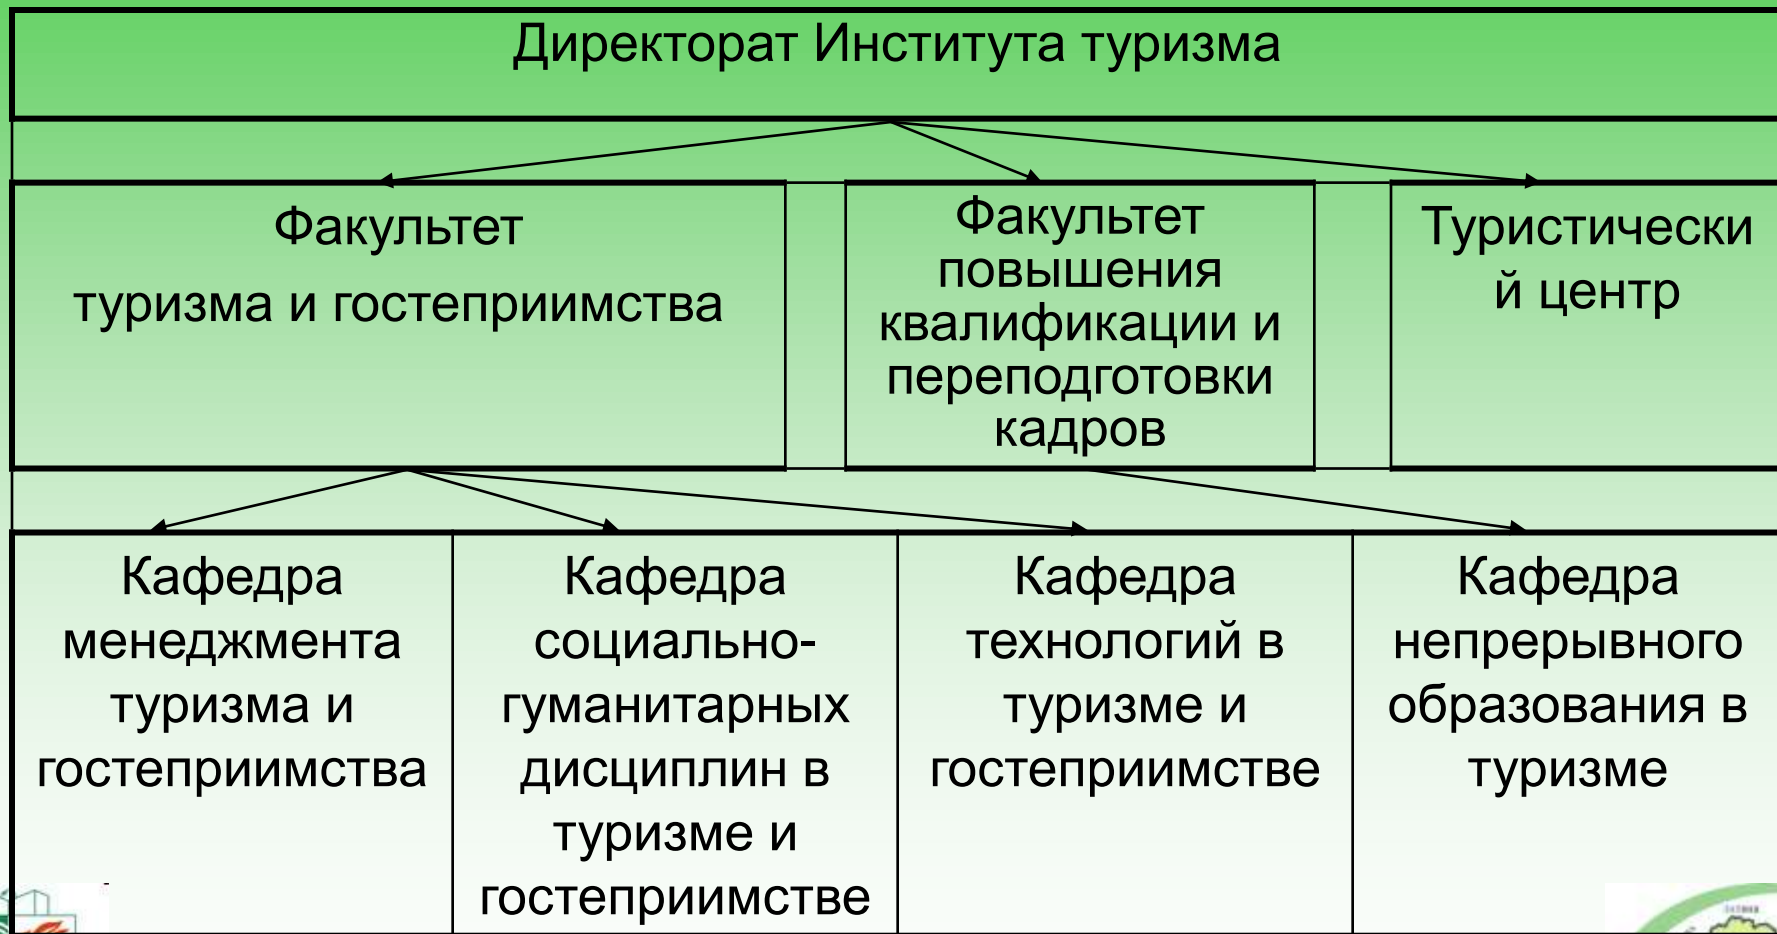 Директорат Института туризма
Факультет
туризма и гостеприимства
Факультет
повышения
квалификации и
переподготовки
кадров
Туристически
й центр
Кафедра
менеджмента
туризма и
гостеприимства
Кафедра
социально-
гуманитарных
дисциплин в
туризме и
гостеприимстве
Кафедра
технологий в
туризме и
гостеприимстве
Кафедра
непрерывного
образования в
туризме